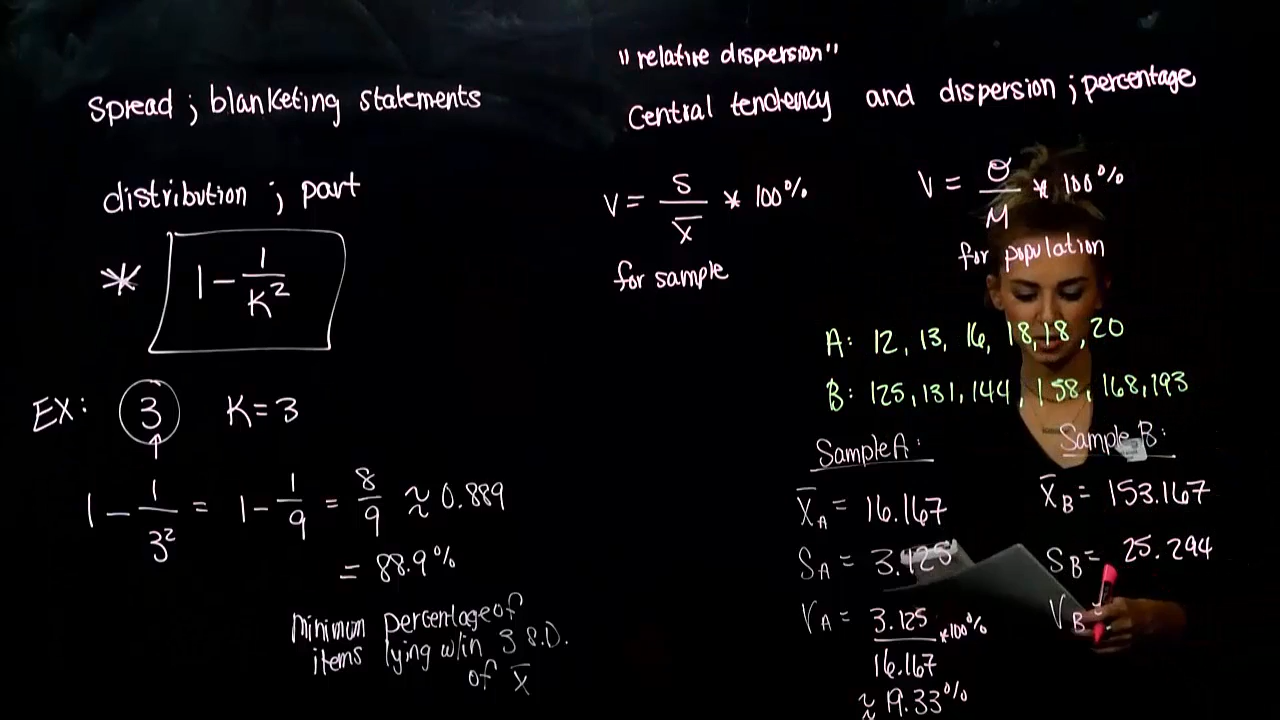 spread ; blanketing statements
distribution ; part
* 1 - 1/K²
EX: 3 K = 3
1 - 1/3² = 1 - 1/9 = 8/9 ≈ 0.889
= 88.9%
minimum percentage of
items lying w/in 3 S.D.
of x̄
"relative dispersion"
Central tendency and dispersion ; percentage
V = S/x̄ * 100%
for sample
V = σ/M * 100%
for population
A: 12, 13, 16, 18, 18, 20
B: 125, 131, 144, 158, 168, 193
Sample A:
x̄A = 16.167
SA = 3.125
VA = 3.125/16.167 * 100%
≈ 19.33%
Sample B:
x̄B = 153.167
SB = 25.294
VB =